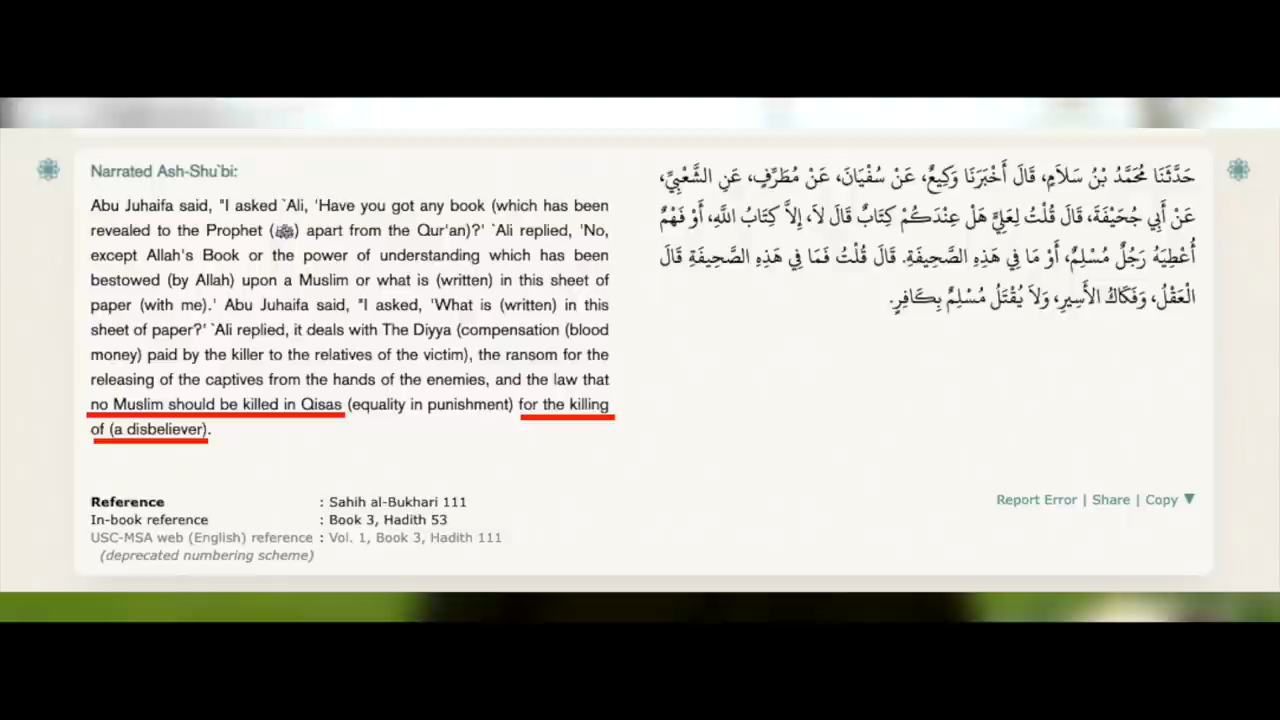 Narrated Ash-Shu`bi:
Abu Juhaifa said, "I asked `Ali, 'Have you got any book (which has been
revealed to the Prophet (ﷺ) apart from the Qur'an)?' `Ali replied, 'No,
except Allah's Book or the power of understanding which has been
bestowed (by Allah) upon a Muslim or what is (written) in this sheet of
paper (with me).' Abu Juhaifa said, "I asked, 'What is (written) in this
sheet of paper?' `Ali replied, it deals with The Diyya (compensation (blood
money) paid by the killer to the relatives of the victim), the ransom for the
releasing of the captives from the hands of the enemies, and the law that
no Muslim should be killed in Qisas (equality in punishment) for the killing
of (a disbeliever).
حَدَّثَنَا مُحَمَّدُ بْنُ سَلاَمٍ، قَالَ أَخْبَرَنَا وَكِيعٌ، عَنْ سُفْيَانَ، عَنْ مُطَرِّفٍ، عَنِ الشَّعْبِيِّ،
عَنْ أَبِي جُحَيْفَةَ، قَالَ قُلْتُ لِعَلِيٍّ هَلْ عِنْدَكُمْ كِتَابٌ قَالَ لاَ، إِلاَّ كِتَابُ اللَّهِ، أَوْ فَهْمٌ
أُعْطِيَهُ رَجُلٌ مُسْلِمٌ، أَوْ مَا فِي هَذِهِ الصَّحِيفَةِ. قَالَ قُلْتُ فَمَا فِي هَذِهِ الصَّحِيفَةِ قَالَ
الْعَقْلُ، وَفَكَاكُ الأَسِيرِ، وَلاَ يُقْتَلُ مُسْلِمٌ بِكَافِرٍ.
Reference : Sahih al-Bukhari 111
In-book reference : Book 3, Hadith 53
USC-MSA web (English) reference : Vol. 1, Book 3, Hadith 111
(deprecated numbering scheme)
Report Error | Share | Copy ▼